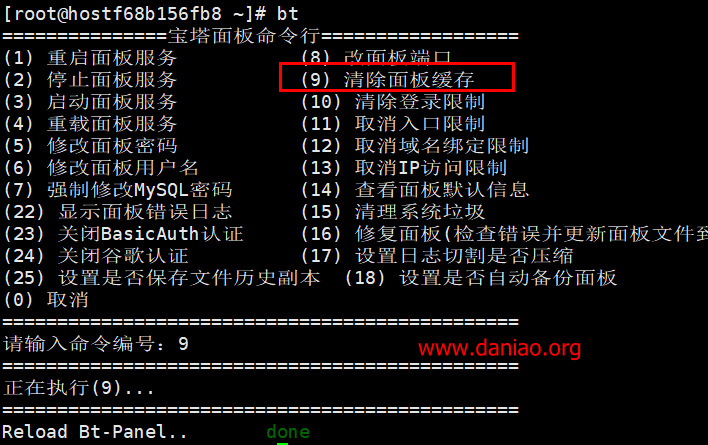 [root@hostf68b156fb8 ~]# bt
===============宝塔面板命令行==================
(1) 重启面板服务 (8) 改面板端口
(2) 停止面板服务 (9) 清除面板缓存
(3) 启动面板服务 (10) 清除登录限制
(4) 重载面板服务 (11) 取消入口限制
(5) 修改面板密码 (12) 取消域名绑定限制
(6) 修改面板用户名 (13) 取消IP访问限制
(7) 强制修改MySQL密码 (14) 查看面板默认信息
(22) 显示面板错误日志 (15) 清理系统垃圾
(23) 关闭BasicAuth认证 (16) 修复面板(检查错误并更新面板文件到
(24) 关闭谷歌认证 (17) 设置日志切割是否压缩
(25) 设置是否保存文件历史副本 (18) 设置是否自动备份面板
(0) 取消
===============================================
请输入命令编号：9
www.daniao.org
===============================================
正在执行(9)...
===============================================
Reload Bt-Panel.. done